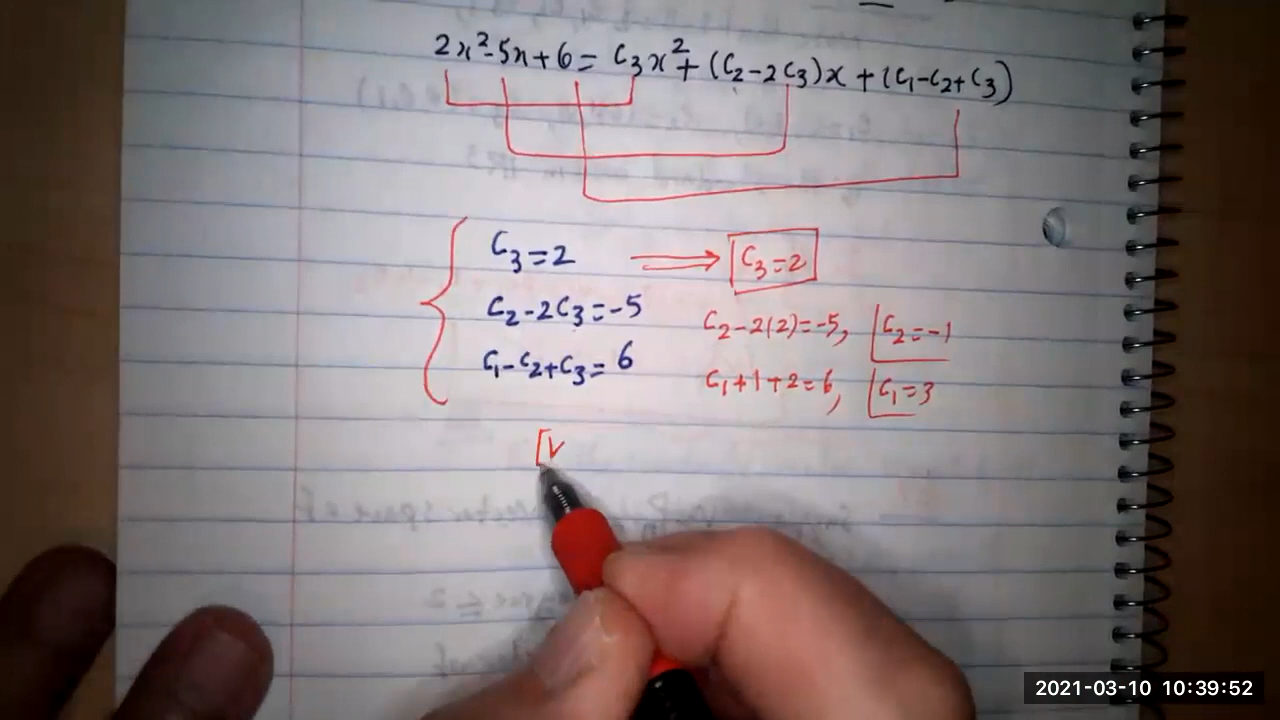 2x²-5x+6 = C₃x² + (C₂-2C₃)x + (C₁-C₂+C₃)
C₃=2 ⟹ C₃=2
C₂-2C₃=-5 C₂-2(2)=-5, C₂=-1
C₁-C₂+C₃=6 C₁+1+2=6, C₁=3
[V
2021-03-10 10:39:52